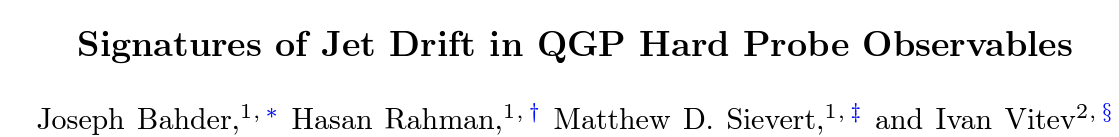 Signatures of Jet Drift in QGP Hard Probe Observables
Joseph Bahder,1, * Hasan Rahman,1, † Matthew D. Sievert,1, ‡ and Ivan Vitev2, §